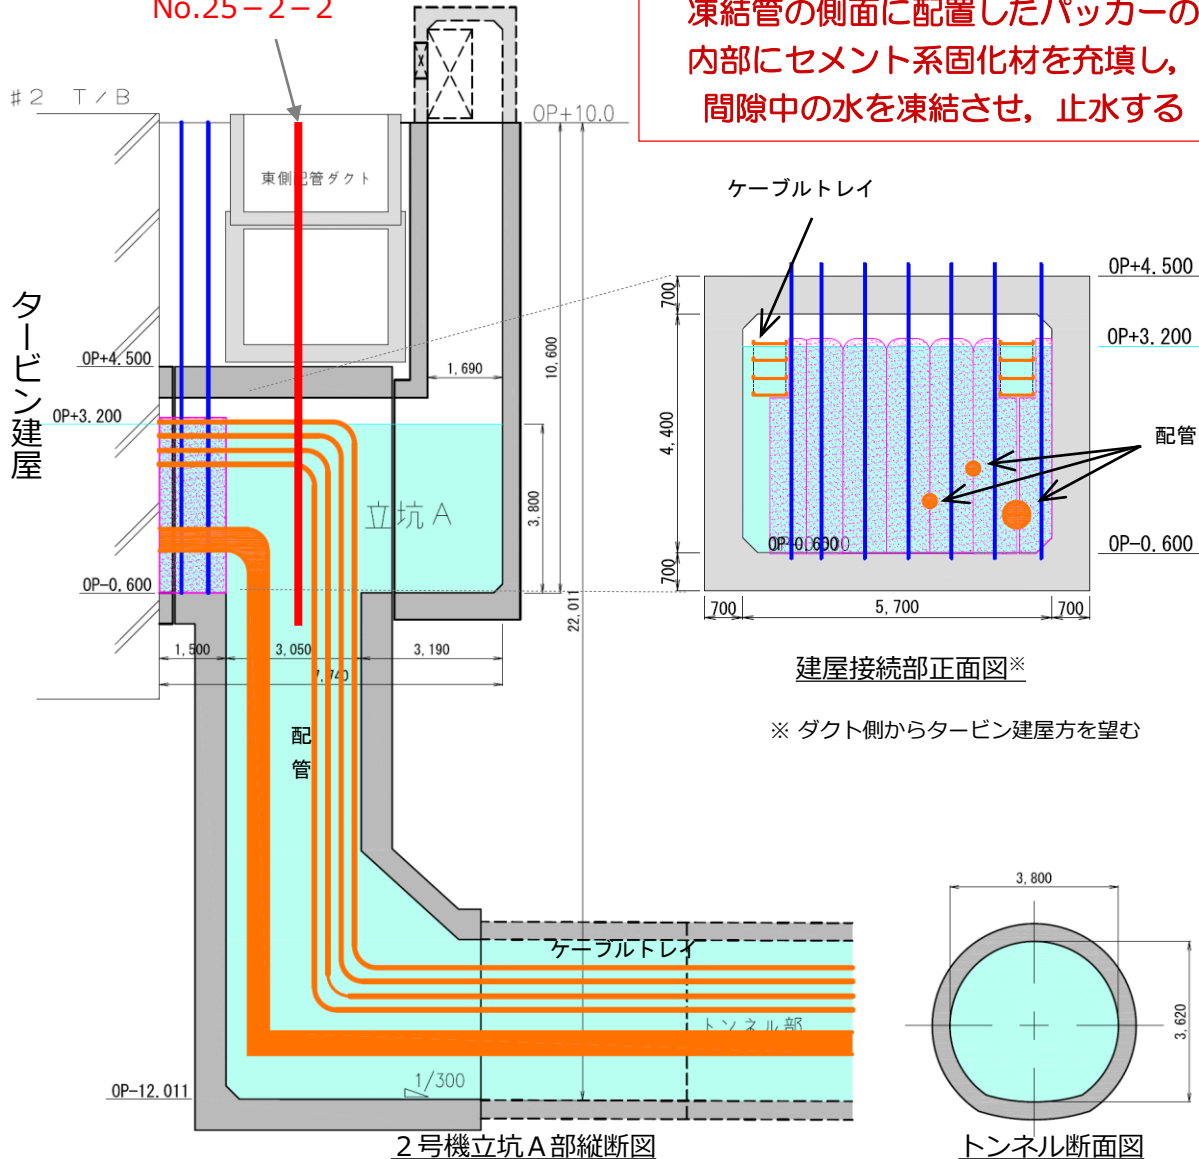 No.25－2－2
凍結管の側面に配置したパッカーの
内部にセメント系固化材を充填し，
間隙中の水を凍結させ，止水する
＃2 T／B
OP+10.0
東側配管ダクト
ケーブルトレイ
OP+4.500
700
OP+3.200
4,400
配管
OP-0.600
OP-0.600
700
700
5,700
700
建屋接続部正面図※
※ ダクト側からタービン建屋方を望む
タービン建屋
OP+4.500
OP+3.200
OP-0.600
1,690
10,600
立坑A
3,800
22,011
1,500
3,050
3,190
7,740
配管
ケーブルトレイ
トンネル部
OP-12.011
1/300
2号機立坑A部縦断図
3,800
3,620
トンネル断面図